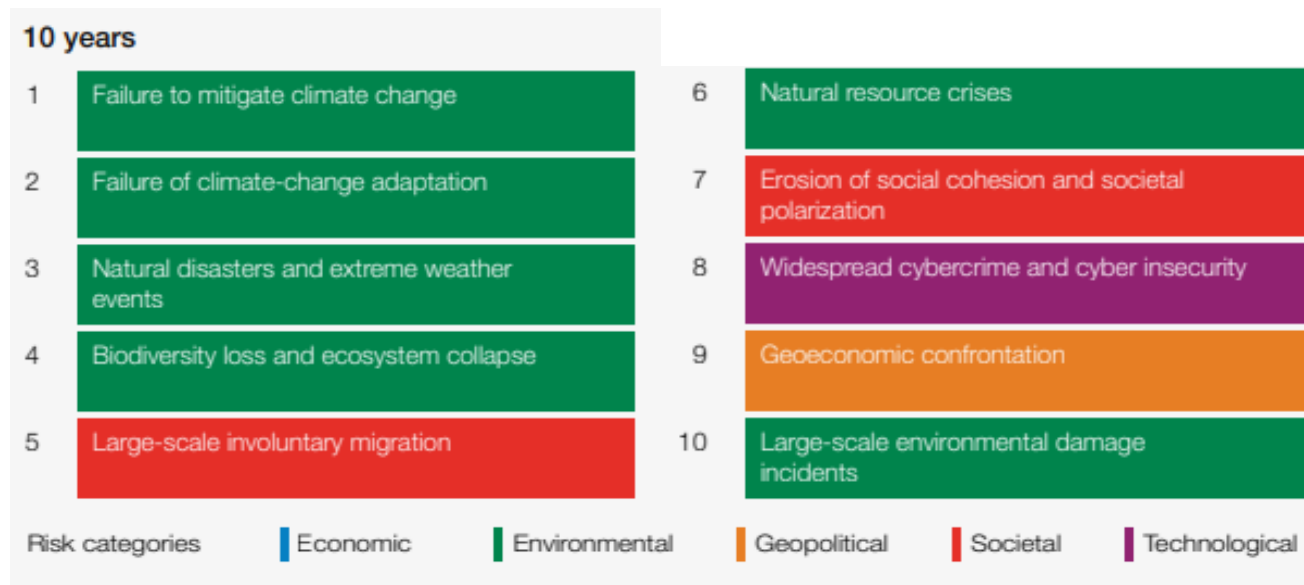 10 years
1 Failure to mitigate climate change
2 Failure of climate-change adaptation
3 Natural disasters and extreme weather
events
4 Biodiversity loss and ecosystem collapse
5 Large-scale involuntary migration
6 Natural resource crises
7 Erosion of social cohesion and societal
polarization
8 Widespread cybercrime and cyber insecurity
9 Geoeconomic confrontation
10 Large-scale environmental damage
incidents
Risk categories Economic Environmental Geopolitical Societal Technological